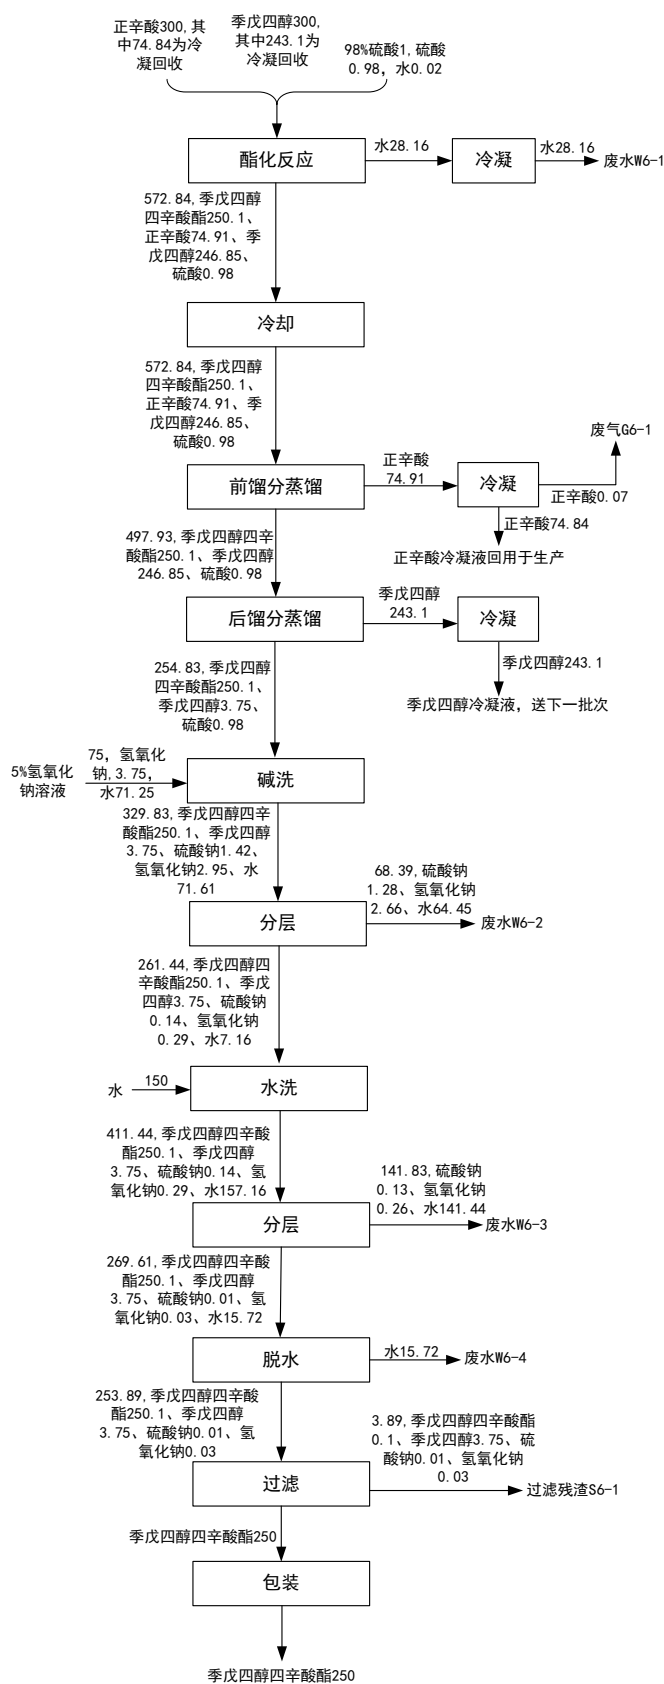 正辛酸300,其
中74.84为冷
凝回收
季戊四醇300,
其中243.1为
冷凝回收
98%硫酸1,硫酸
0.98，水0.02
酯化反应
水28.16
冷凝
水28.16
废水W6-1
572.84,季戊四醇
四辛酸酯250.1、
正辛酸74.91、季
戊四醇246.85、
硫酸0.98
冷却
572.84,季戊四醇
四辛酸酯250.1、
正辛酸74.91、季
戊四醇246.85、
硫酸0.98
废气G6-1
前馏分蒸馏
正辛酸
74.91
冷凝
正辛酸0.07
正辛酸74.84
正辛酸冷凝液回用于生产
497.93,季戊四醇四辛
酸酯250.1、季戊四醇
246.85、硫酸0.98
后馏分蒸馏
季戊四醇
243.1
冷凝
季戊四醇243.1
季戊四醇冷凝液，送下一批次
254.83,季戊四醇
四辛酸酯250.1、
季戊四醇3.75、
硫酸0.98
5%氢氧化
钠溶液
75，氢氧化
钠,3.75，
水71.25
碱洗
329.83,季戊四醇四辛
酸酯250.1、季戊四醇
3.75、硫酸钠1.42、
氢氧化钠2.95、水
71.61
分层
68.39,硫酸钠
1.28、氢氧化钠
2.66、水64.45
废水W6-2
261.44,季戊四醇四
辛酸酯250.1、季戊
四醇3.75、硫酸钠
0.14、氢氧化钠
0.29、水7.16
水
150
水洗
411.44,季戊四醇四辛酸
酯250.1、季戊四醇
3.75、硫酸钠0.14、氢
氧化钠0.29、水157.16
分层
141.83,硫酸钠
0.13、氢氧化钠
0.26、水141.44
废水W6-3
269.61,季戊四醇四辛酸
酯250.1、季戊四醇
3.75、硫酸钠0.01、氢
氧化钠0.03、水15.72
脱水
水15.72
废水W6-4
253.89,季戊四醇四辛酸
酯250.1、季戊四醇
3.75、硫酸钠0.01、氢
氧化钠0.03
过滤
3.89,季戊四醇四辛酸酯
0.1、季戊四醇3.75、硫
酸钠0.01、氢氧化钠
0.03
过滤残渣S6-1
季戊四醇四辛酸酯250
包装
季戊四醇四辛酸酯250